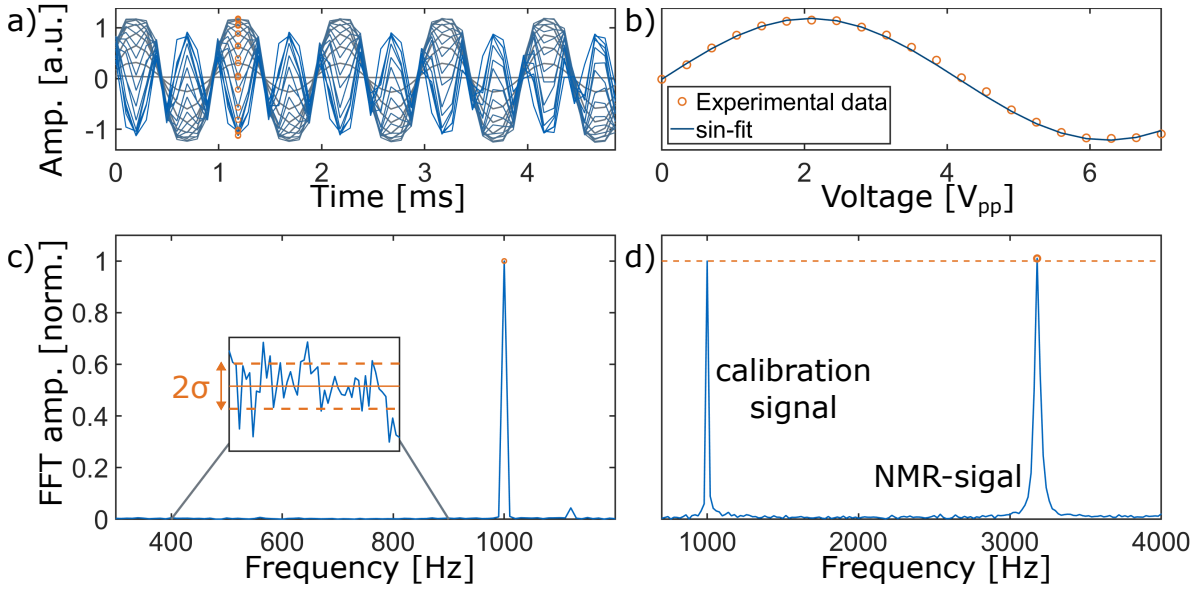 a)
Amp. [a.u.]
1
0
-1
0
1
2
3
4
Time [ms]
b)
Experimental data
sin-fit
0
2
4
6
Voltage [Vpp]
c)
FFT amp. [norm.]
1
0.8
0.6
0.4
0.2
0
2σ
400
600
800
1000
Frequency [Hz]
d)
calibration
signal
NMR-sigal
1000
2000
3000
4000
Frequency [Hz]